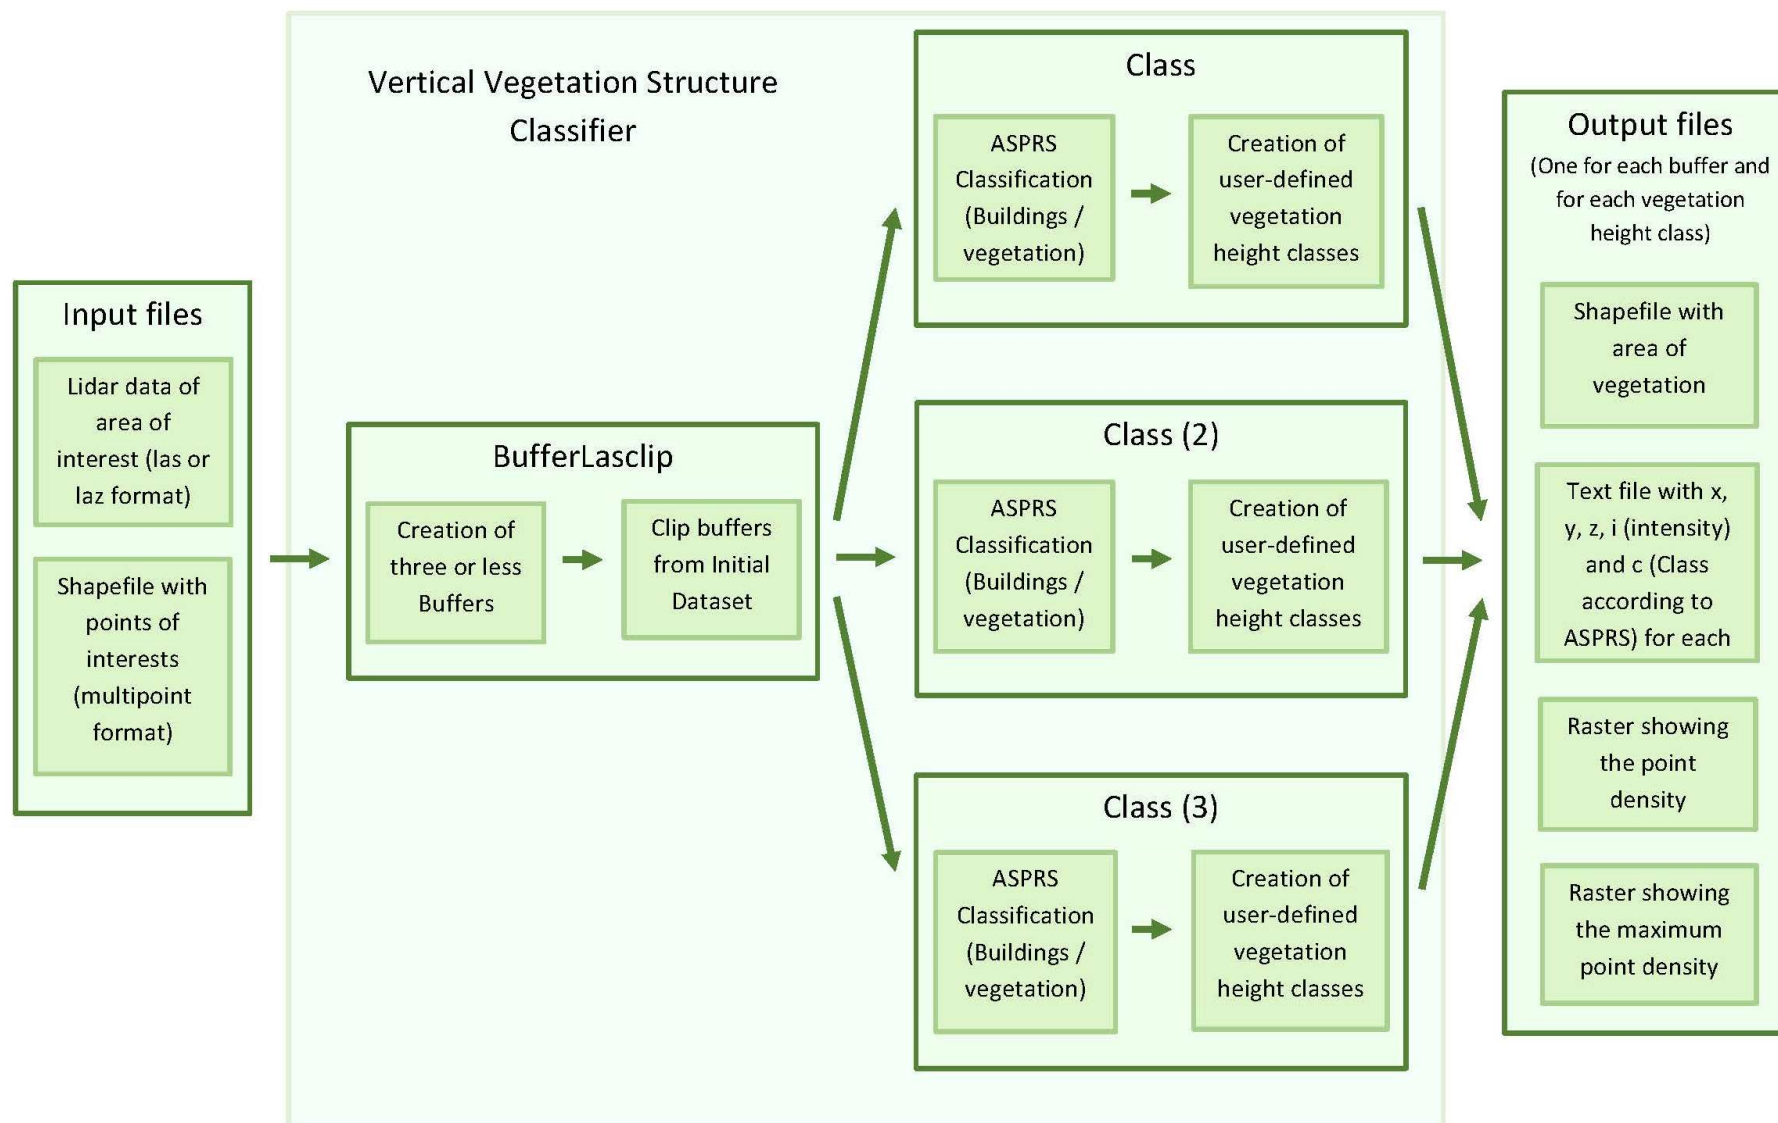 Vertical Vegetation Structure
Classifier
Input files
Lidar data of
area of
interest (las or
laz format)
Shapefile with
points of
interests
(multipoint
format)
BufferLasclip
Creation of
three or less
Buffers
Clip buffers
from Initial
Dataset
Class
ASPRS
Classification
(Buildings /
vegetation)
Creation of
user-defined
vegetation
height classes
Class (2)
ASPRS
Classification
(Buildings /
vegetation)
Creation of
user-defined
vegetation
height classes
Class (3)
ASPRS
Classification
(Buildings /
vegetation)
Creation of
user-defined
vegetation
height classes
Output files
(One for each buffer and
for each vegetation
height class)
Shapefile with
area of
vegetation
Text file with x,
y, z, i (intensity)
and c (Class
according to
ASPRS) for each
Raster showing
the point
density
Raster showing
the maximum
point density